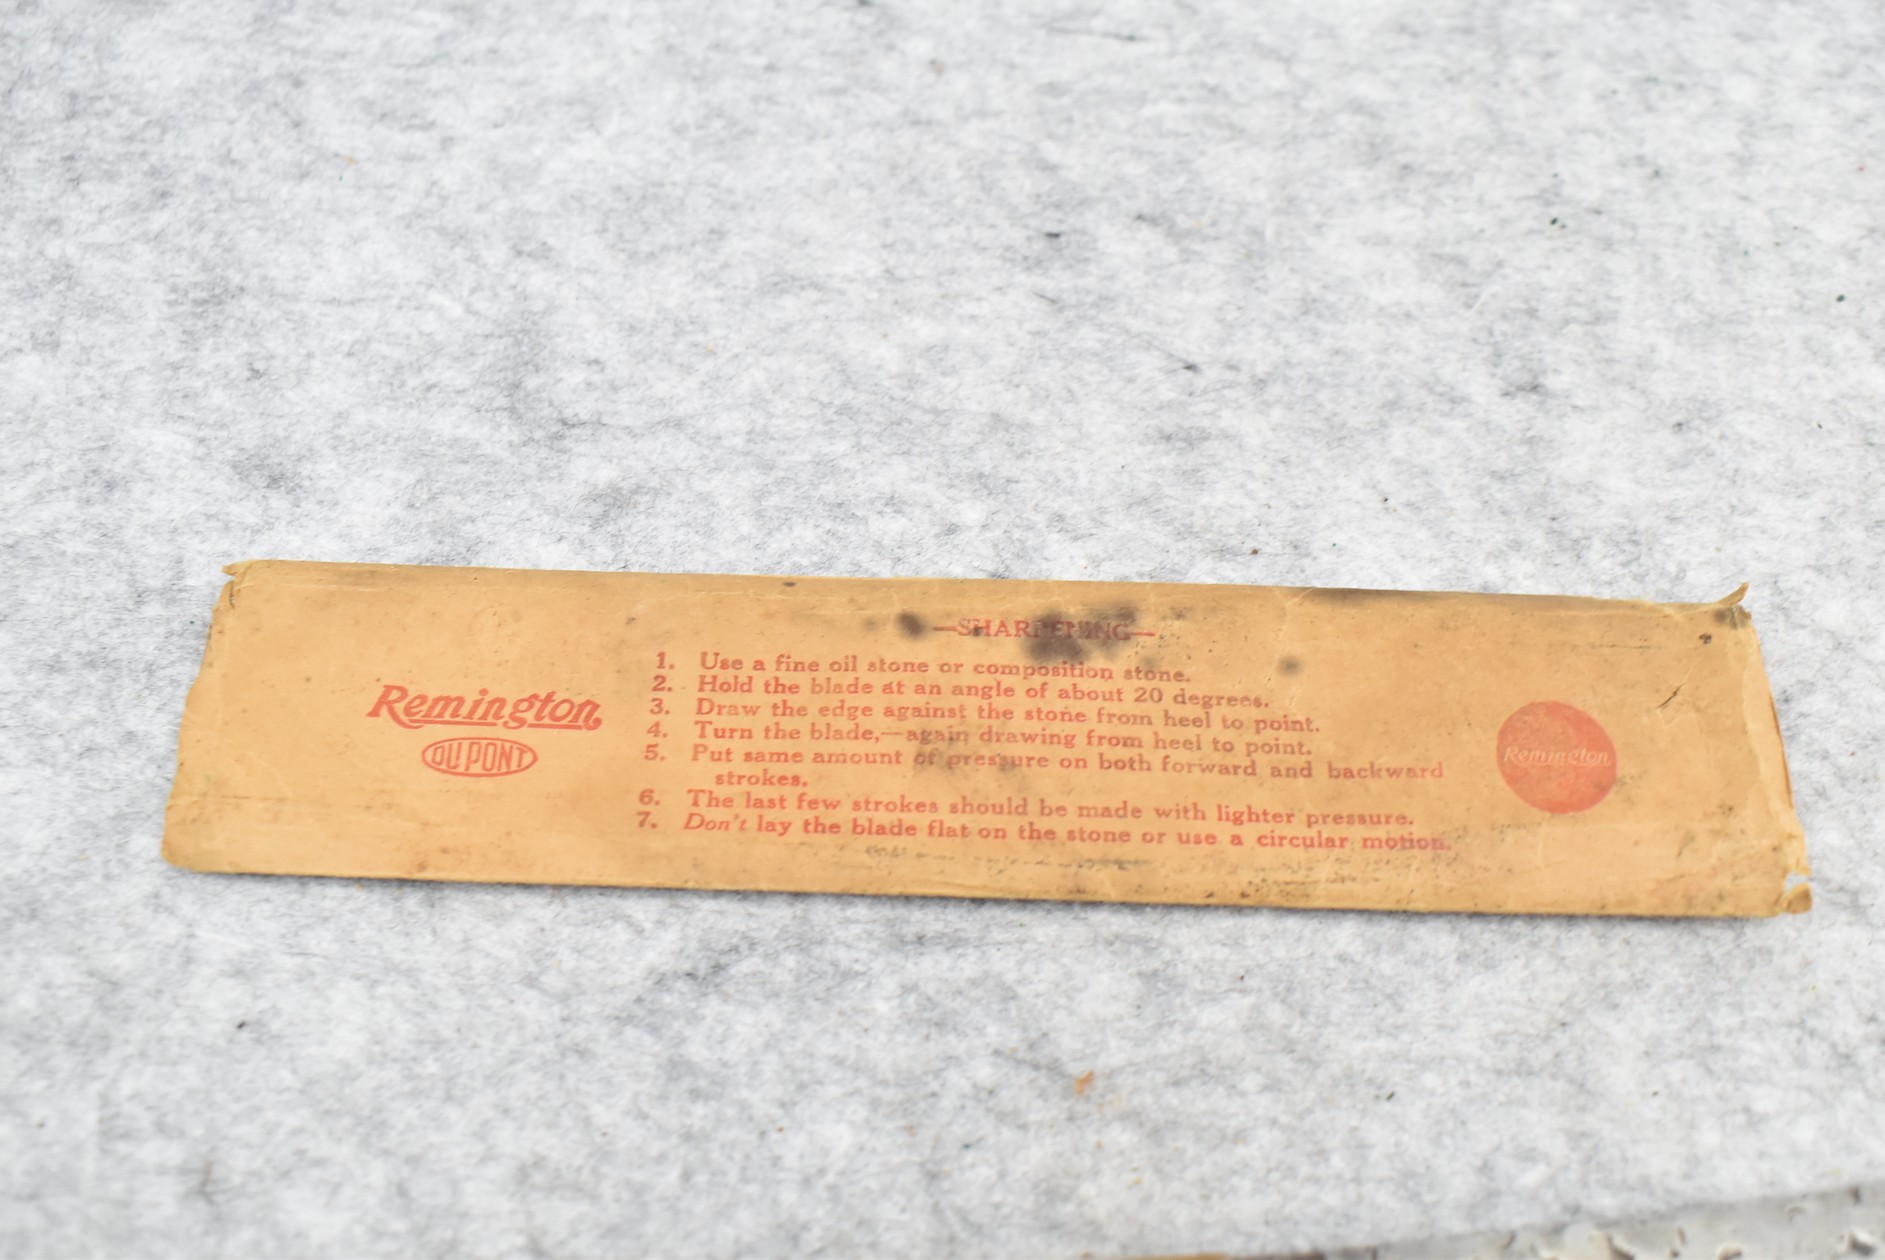 —SHARPENING—
1. Use a fine oil stone or composition stone.
2. Hold the blade at an angle of about 20 degrees.
3. Draw the edge against the stone from heel to point.
4. Turn the blade,—again drawing from heel to point.
5. Put same amount of pressure on both forward and backward
strokes.
6. The last few strokes should be made with lighter pressure.
7. Don't lay the blade flat on the stone or use a circular motion.
Remington
DU PONT
Remington